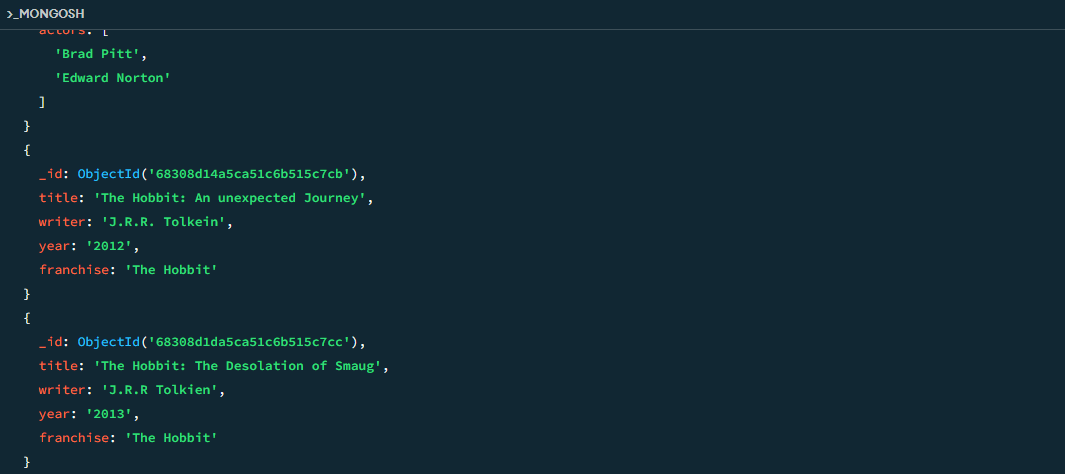 >_MONGOSH
actors: [
'Brad Pitt',
'Edward Norton'
]
}
{
_id: ObjectId('68308d14a5ca51c6b515c7cb'),
title: 'The Hobbit: An unexpected Journey',
writer: 'J.R.R. Tolkein',
year: '2012',
franchise: 'The Hobbit'
}
{
_id: ObjectId('68308d1da5ca51c6b515c7cc'),
title: 'The Hobbit: The Desolation of Smaug',
writer: 'J.R.R Tolkien',
year: '2013',
franchise: 'The Hobbit'
}